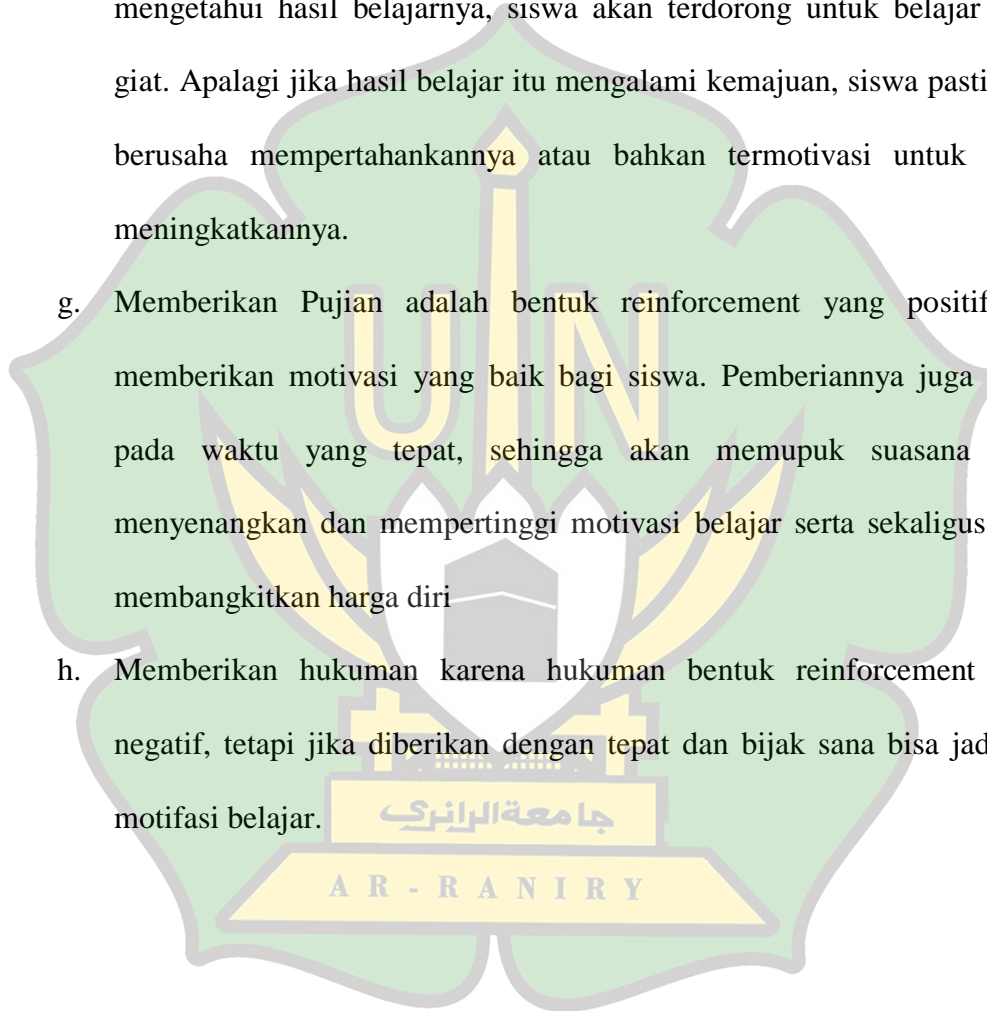 mengetahui hasil belajarnya, siswa akan terdorong untuk belajar
giat. Apalagi jika hasil belajar itu mengalami kemajuan, siswa pasti
berusaha mempertahankannya atau bahkan termotivasi untuk
meningkatkannya.
g. Memberikan Pujian adalah bentuk reinforcement yang positif
memberikan motivasi yang baik bagi siswa. Pemberiannya juga
pada waktu yang tepat, sehingga akan memupuk suasana
menyenangkan dan mempertinggi motivasi belajar serta sekaligus
membangkitkan harga diri
h. Memberikan hukuman karena hukuman bentuk reinforcement
negatif, tetapi jika diberikan dengan tepat dan bijak sana bisa jad
motifasi belajar.
UIN
جامعة الرانري
AR-RANIRY